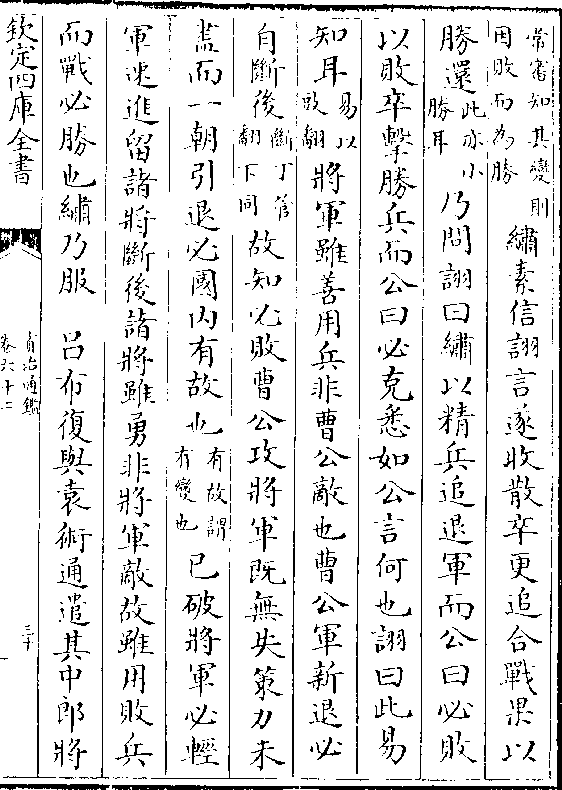 常審知其變則因敗而為勝繡素信詡言遂收散卒更追合戰果以
勝還此亦小勝耳乃問詡曰繡以精兵追退軍而公曰必敗
以敗卒擊勝兵而公曰必克悉如公言何也詡曰此易
知耳易以豉翻將軍雖善用兵非曹公敵也曹公軍新退必
自斷後斷丁管翻下同故知必敗曹公攻將軍既無失策力未
盡而一朝引退必國內有故也有故謂有變也已破將軍必輕
軍速進留諸將斷後諸將雖勇非將軍敵故雖用敗兵
而戰必勝也繡乃服　呂布復與袁術通遣其中郎將
欽定四庫全書
資治通鑑
卷六十二
三十